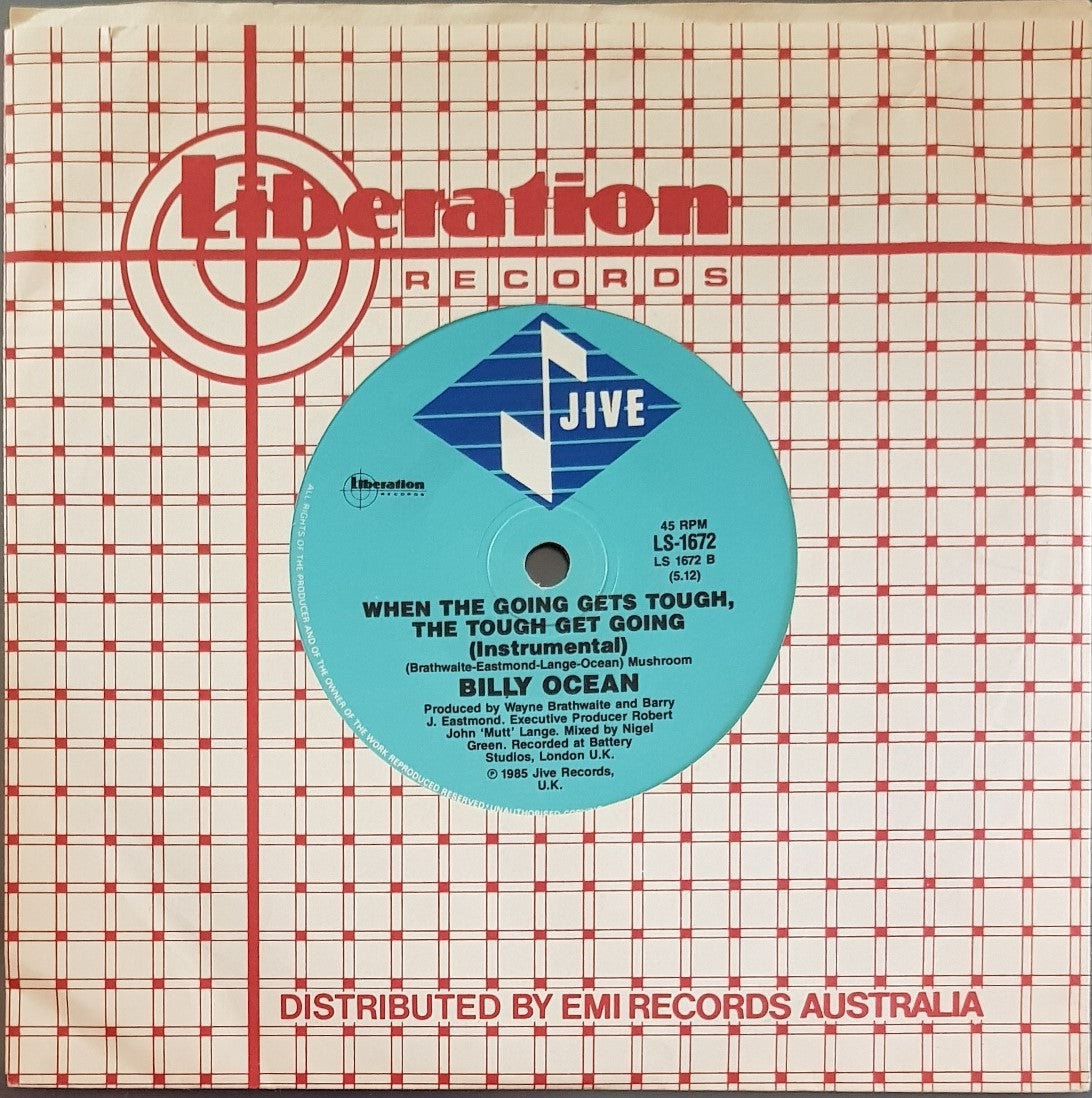 Liberation
RECORDS
JIVE
Liberation
RECORDS
45 RPM
LS-1672
LS 1672 B
(5.12)
WHEN THE GOING GETS TOUGH,
THE TOUGH GET GOING
(Instrumental)
(Brathwaite-Eastmond-Lange-Ocean) Mushroom
BILLY OCEAN
Produced by Wayne Brathwaite and Barry
J. Eastmond. Executive Producer Robert
John 'Mutt' Lange. Mixed by Nigel
Green. Recorded at Battery
Studios, London U.K.
℗ 1985 Jive Records,
U.K.
ALL RIGHTS OF THE PRODUCER AND OF THE OWNER OF THE WORK REPRODUCED RESERVED. UNAUTHORISED
DISTRIBUTED BY EMI RECORDS AUSTRALIA